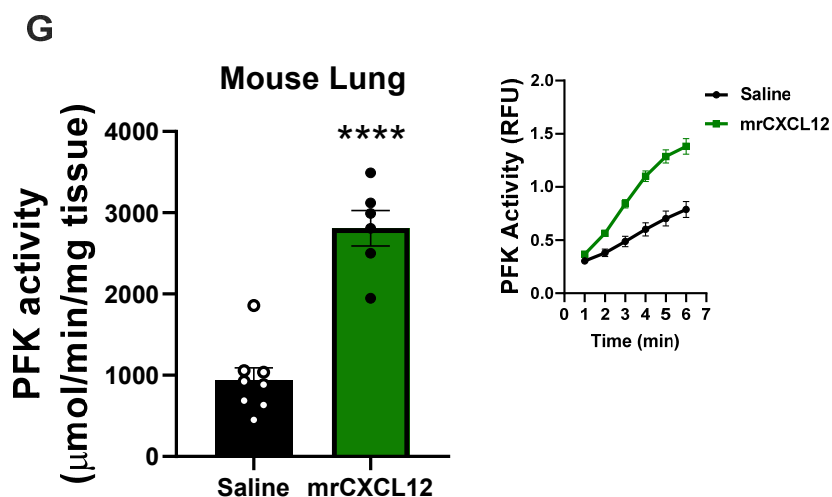 G
Mouse Lung
PFK activity
(μmol/min/mg tissue)
4000
3000
2000
1000
0
****
Saline
mrCXCL12
PFK Activity (RFU)
2.0
1.5
1.0
0.5
0.0
0 1 2 3 4 5 6 7
Time (min)
Saline
mrCXCL12